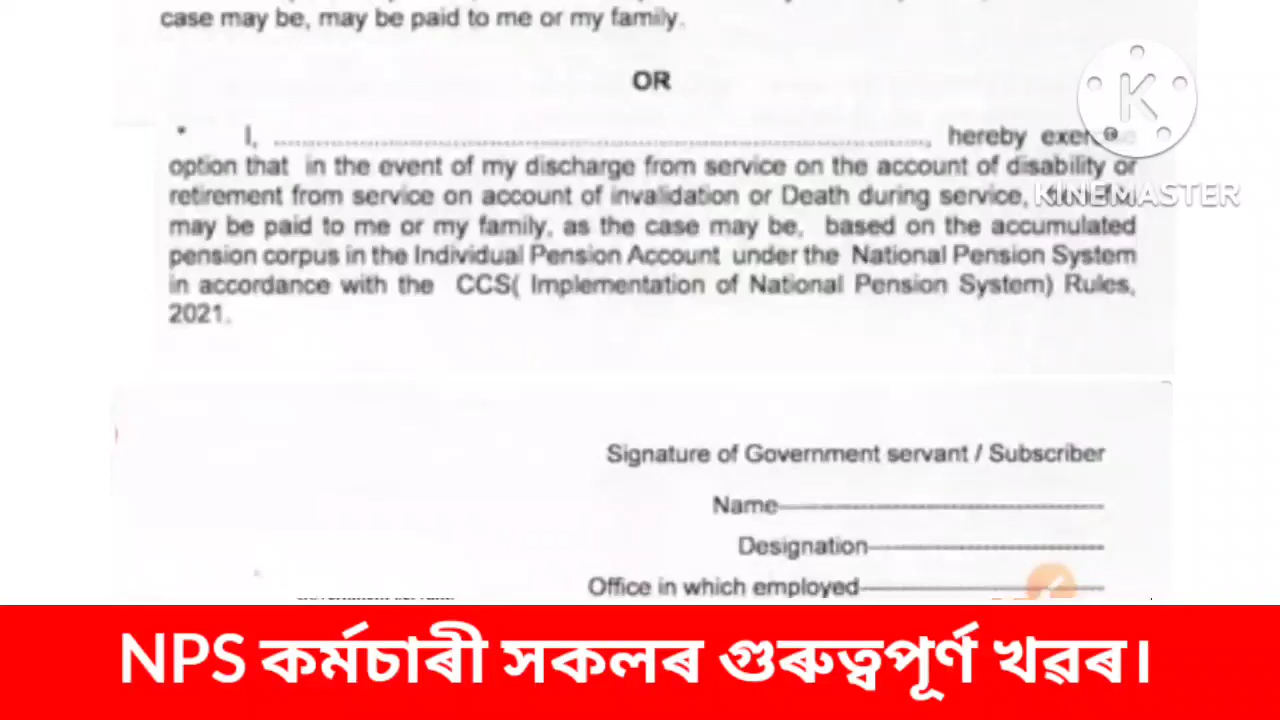 case may be, may be paid to me or my family.
OR
* I, ........................................................................, hereby exercise
option that in the event of my discharge from service on the account of disability or
retirement from service on account of invalidation or Death during service,
may be paid to me or my family, as the case may be, based on the accumulated
pension corpus in the Individual Pension Account under the National Pension System
in accordance with the CCS( Implementation of National Pension System) Rules,
2021.
K
KINEMASTER
Signature of Government servant / Subscriber
Name--------------------------------
Designation--------------------------------
Office in which employed--------------------------------
NPS কৰ্মচাৰী সকলৰ গুৰুত্বপূৰ্ণ খৱৰ।